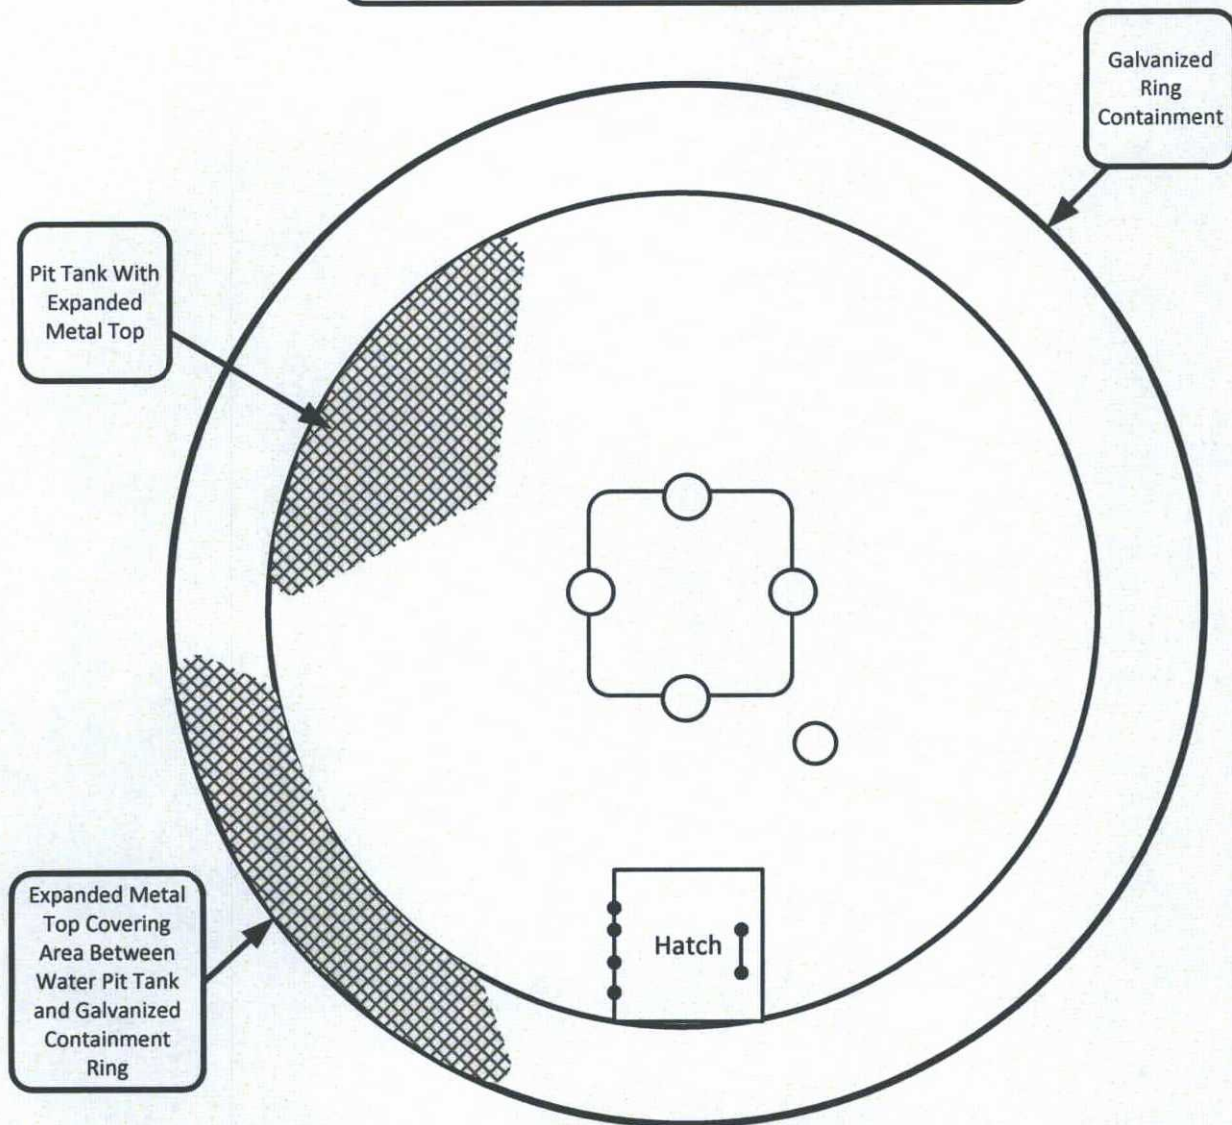 Galvanized
Ring
Containment
Pit Tank With
Expanded
Metal Top
Expanded Metal
Top Covering
Area Between
Water Pit Tank
and Galvanized
Containment
Ring
Hatch